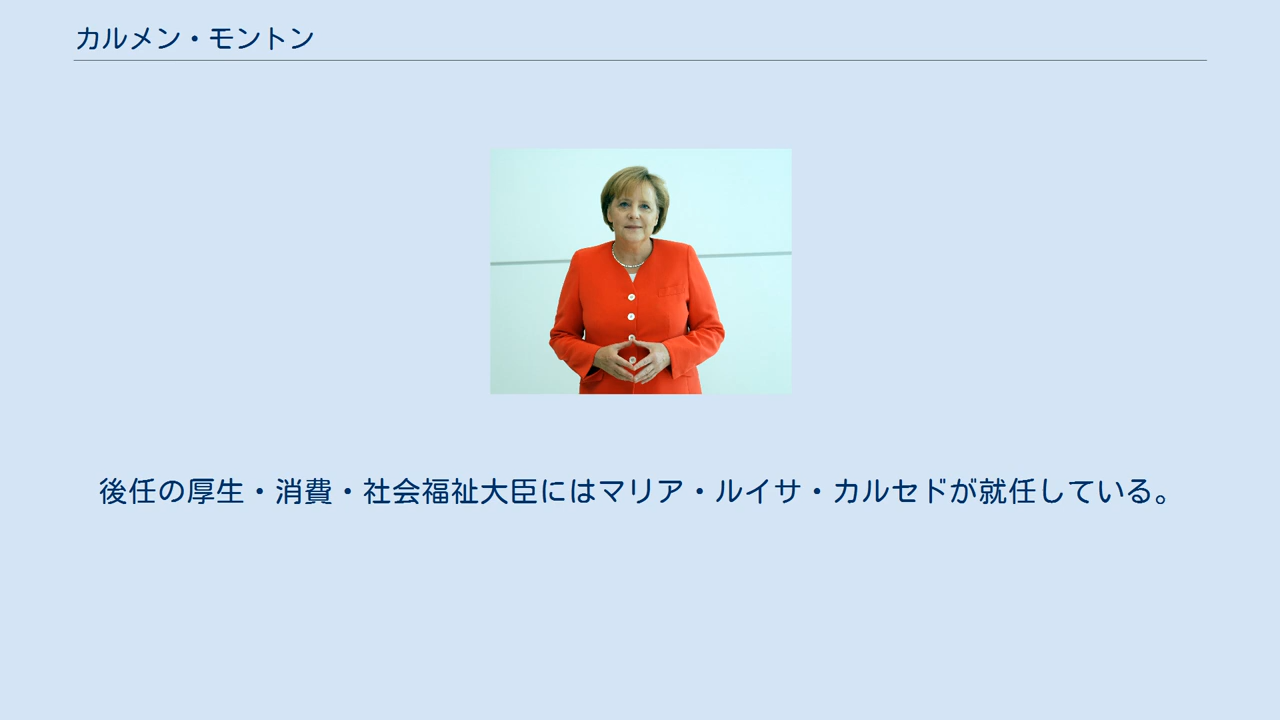 カルメン・モントン
後任の厚生・消費・社会福祉大臣にはマリア・ルイサ・カルセドが就任している。